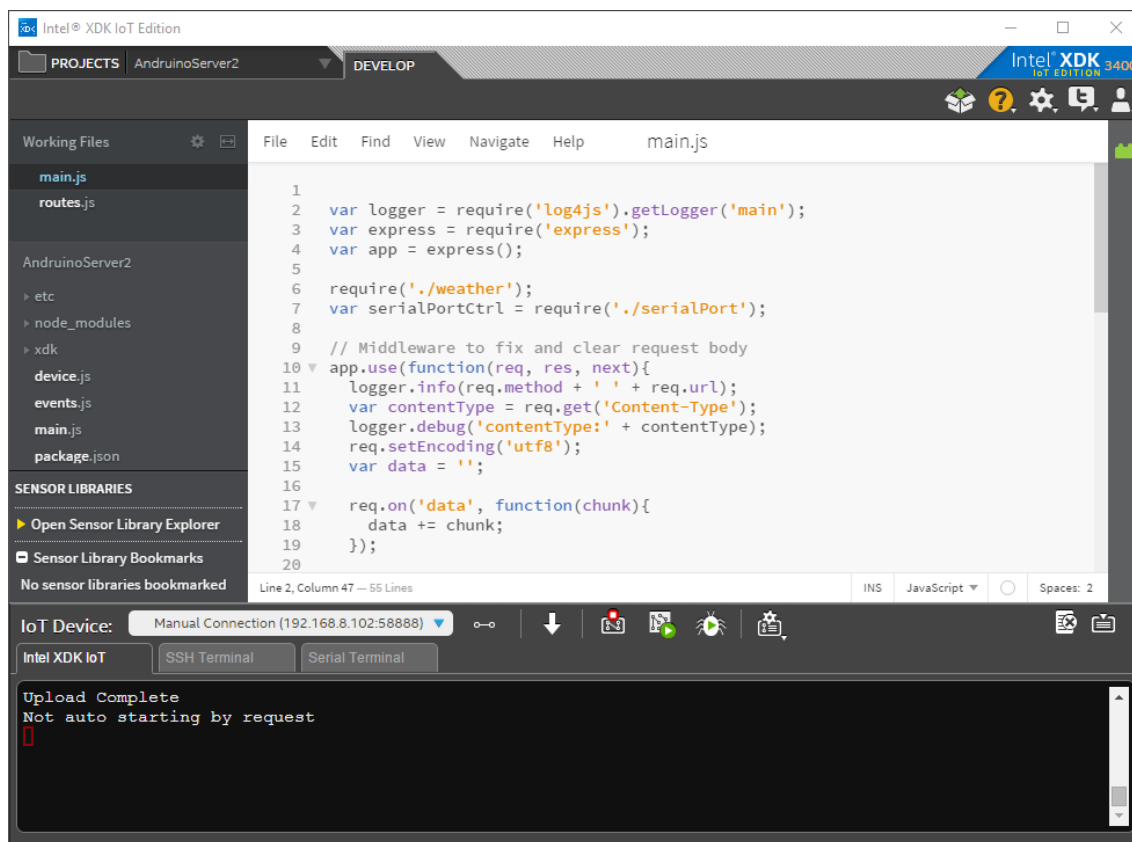 Intel® XDK IoT Edition
PROJECTS AndruinoServer2 DEVELOP
Intel® XDK 3400
IoT EDITION
Working Files
main.js
routes.js
AndruinoServer2
etc
node_modules
xdk
device.js
events.js
main.js
package.json
SENSOR LIBRARIES
Open Sensor Library Explorer
Sensor Library Bookmarks
No sensor libraries bookmarked
File Edit Find View Navigate Help main.js
1
2 var logger = require('log4js').getLogger('main');
3 var express = require('express');
4 var app = express();
5
6 require('./weather');
7 var serialPortCtrl = require('./serialPort');
8
9 // Middleware to fix and clear request body
10 app.use(function(req, res, next){
11 logger.info(req.method + ' ' + req.url);
12 var contentType = req.get('Content-Type');
13 logger.debug('contentType:' + contentType);
14 req.setEncoding('utf8');
15 var data = '';
16
17 req.on('data', function(chunk){
18 data += chunk;
19 });
20
Line 2, Column 47 — 55 Lines INS JavaScript Spaces: 2
IoT Device: Manual Connection (192.168.8.102:58888)
Intel XDK IoT SSH Terminal Serial Terminal
Upload Complete
Not auto starting by request